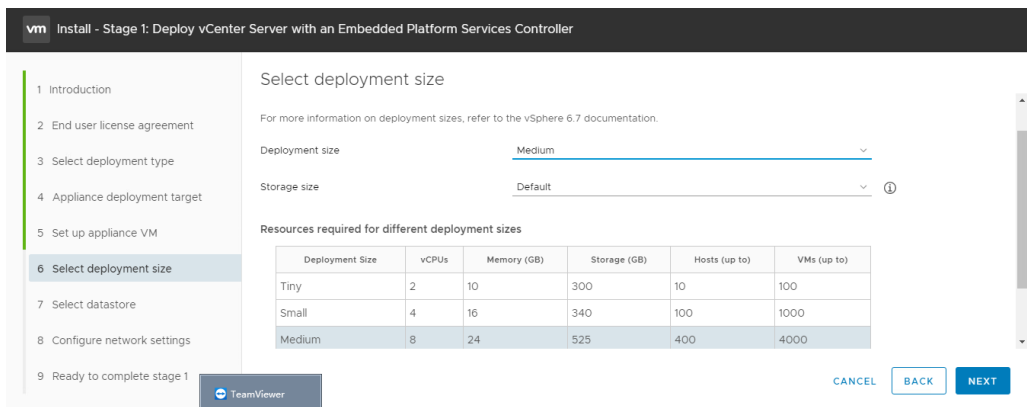 vm Install - Stage 1: Deploy vCenter Server with an Embedded Platform Services Controller
1 Introduction
2 End user license agreement
3 Select deployment type
4 Appliance deployment target
5 Set up appliance VM
6 Select deployment size
7 Select datastore
8 Configure network settings
9 Ready to complete stage 1
Select deployment size
For more information on deployment sizes, refer to the vSphere 6.7 documentation.
Deployment size Medium
Storage size Default
Resources required for different deployment sizes
Deployment Size vCPUs Memory (GB) Storage (GB) Hosts (up to) VMs (up to)
Tiny 2 10 300 10 100
Small 4 16 340 100 1000
Medium 8 24 525 400 4000
CANCEL BACK NEXT
TeamViewer